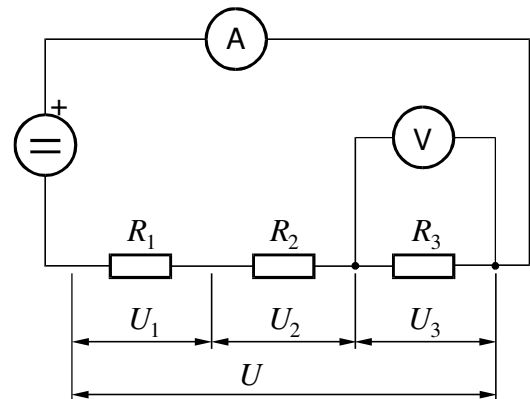 A
+
V
R₁ R₂ R₃
U₁ U₂ U₃
U